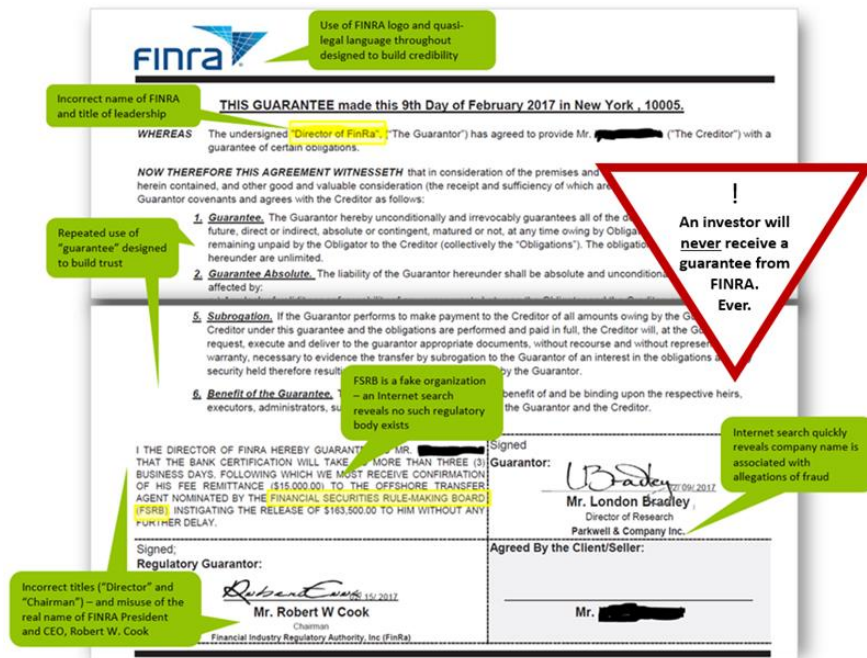 Use of FINRA logo and quasi-
legal language throughout
designed to build credibility
FINra
Incorrect name of FINRA
and title of leadership
THIS GUARANTEE made this 9th Day of February 2017 in New York , 10005.
WHEREAS The undersigned "Director of FinRa", ("The Guarantor") has agreed to provide Mr. ("The Creditor") with a
guarantee of certain obligations.
NOW THEREFORE THIS AGREEMENT WITNESSETH that in consideration of the premises and
herein contained, and other good and valuable consideration (the receipt and sufficiency of which are
Guarantor covenants and agrees with the Creditor as follows:
1. Guarantee. The Guarantor hereby unconditionally and irrevocably guarantees all of the
future, direct or indirect, absolute or contingent, matured or not, at any time owing by
remaining unpaid by the Obligator to the Creditor (collectively the "Obligations"). The
hereunder are unlimited.
2. Guarantee Absolute. The liability of the Guarantor hereunder shall be absolute and
affected by:
!
An investor will
never receive a
guarantee from
FINRA.
Ever.
Repeated use of
"guarantee" designed
to build trust
5. Subrogation. If the Guarantor performs to make payment to the Creditor of all amounts owing by the
Creditor under this guarantee and the obligations are performed and paid in full, the Creditor will, at the
request, execute and deliver to the guarantor appropriate documents, without recourse and without
warranty, necessary to evidence the transfer by subrogation to the Guarantor of an interest in the obligations
security held therefore by the Guarantor.
6. Benefit of the Guarantee. benefit of and be binding upon the respective heirs,
executors, administrators, the Guarantor and the Creditor.
FSRB is a fake organization
– an Internet search
reveals no such regulatory
body exists
Internet search quickly
reveals company name is
associated with
allegations of fraud
I THE DIRECTOR OF FINRA HEREBY MR.
THAT THE BANK CERTIFICATION WILL TAKE MORE THAN THREE (3)
BUSINESS DAYS. FOLLOWING WHICH WE MUST RECEIVE CONFIRMATION
OF HIS FEE REMITTANCE ($15.000.00) TO THE OFFSHORE TRANSFER
AGENT NOMINATED BY THE FINANCIAL SECURITIES RULE-MAKING BOARD
(FSRB) INSTIGATING THE RELEASE OF $163,500.00 TO HIM WITHOUT ANY
FURTHER DELAY.
Signed
Guarantor:
Mr. London Bradley
Director of Research
Parkwell & Company Inc.
Signed;
Regulatory Guarantor:
Mr. Robert W Cook
Chairman
Financial Industry Regulatory Authority, Inc (FinRa)
Agreed By the Client/Seller:
Mr.
Incorrect titles ("Director" and
"Chairman") – and misuse of the
real name of FINRA President
and CEO, Robert W. Cook